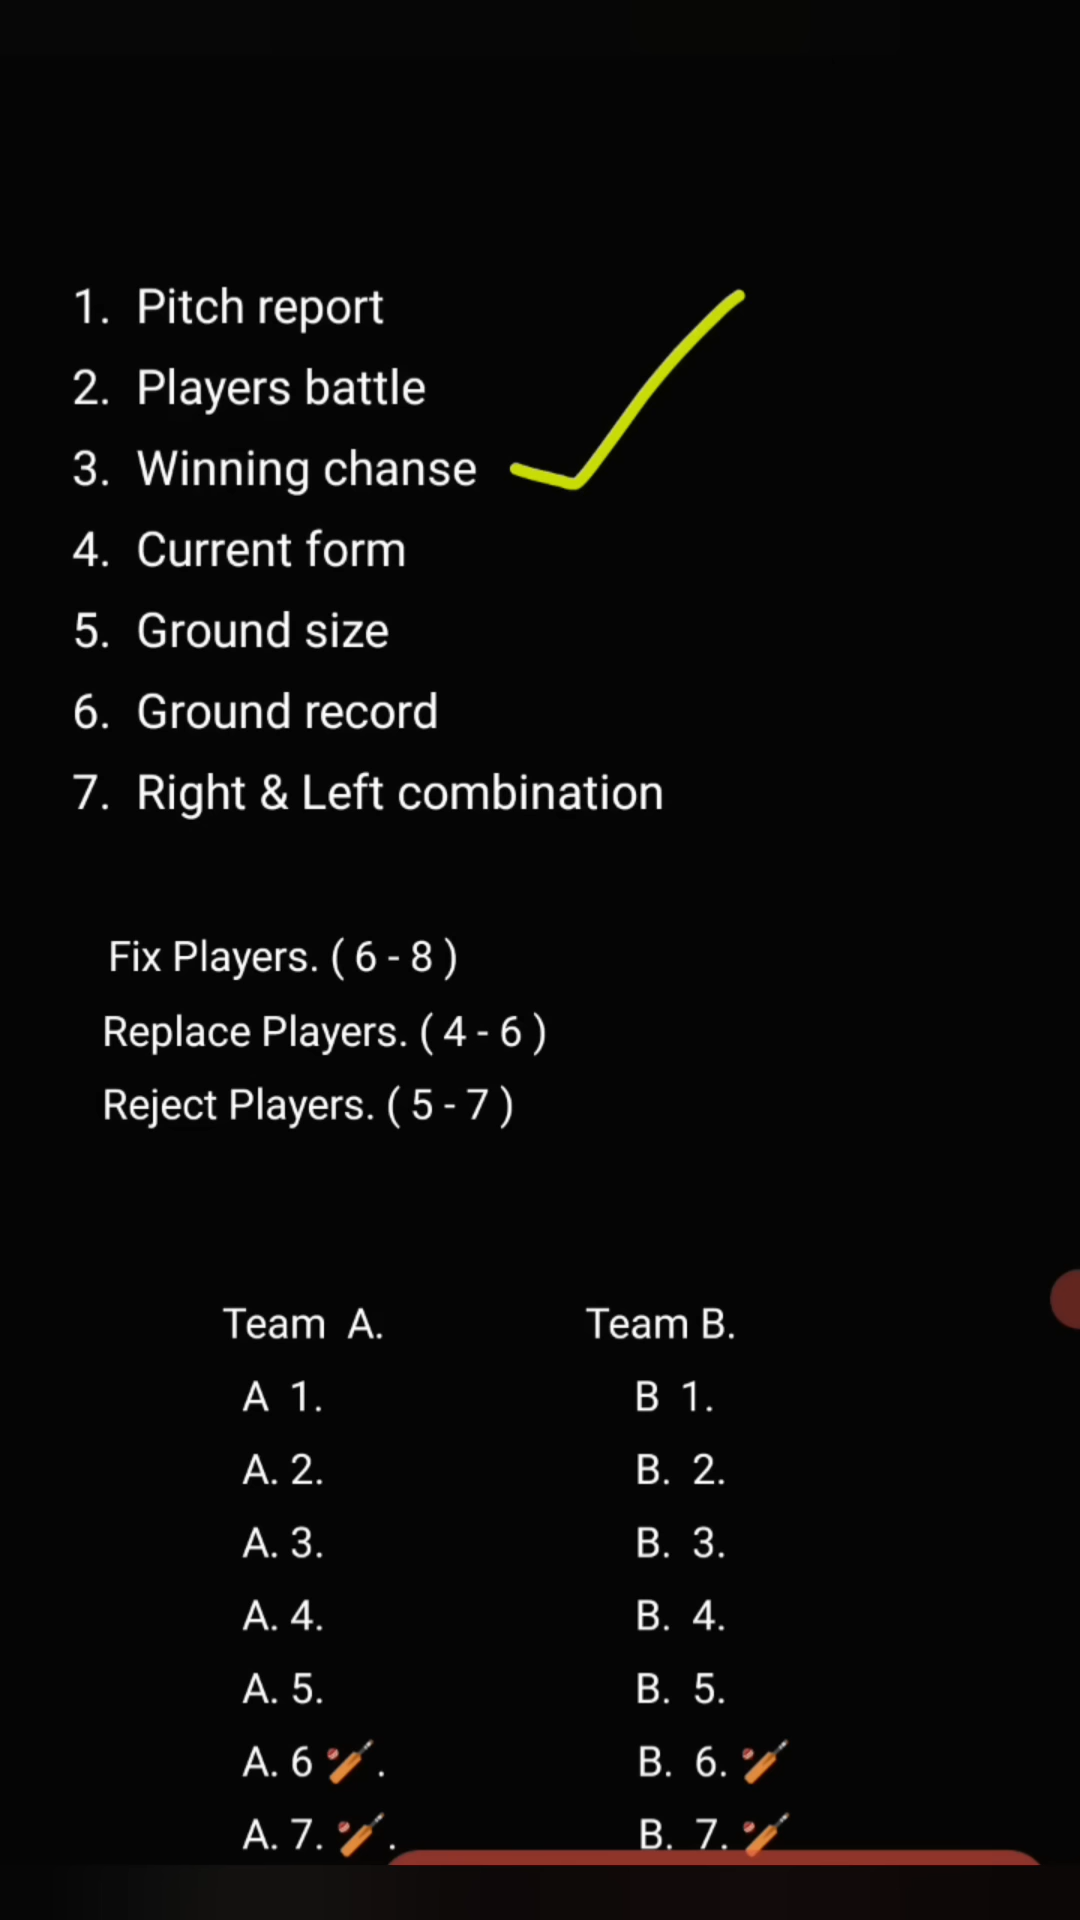 1. Pitch report
2. Players battle
3. Winning chanse
4. Current form
5. Ground size
6. Ground record
7. Right & Left combination
Fix Players. ( 6 - 8 )
Replace Players. ( 4 - 6 )
Reject Players. ( 5 - 7 )
Team A. Team B.
A 1. B 1.
A. 2. B. 2.
A. 3. B. 3.
A. 4. B. 4.
A. 5. B. 5.
A. 6 🏏. B. 6. 🏏
A. 7. 🏏. B. 7. 🏏